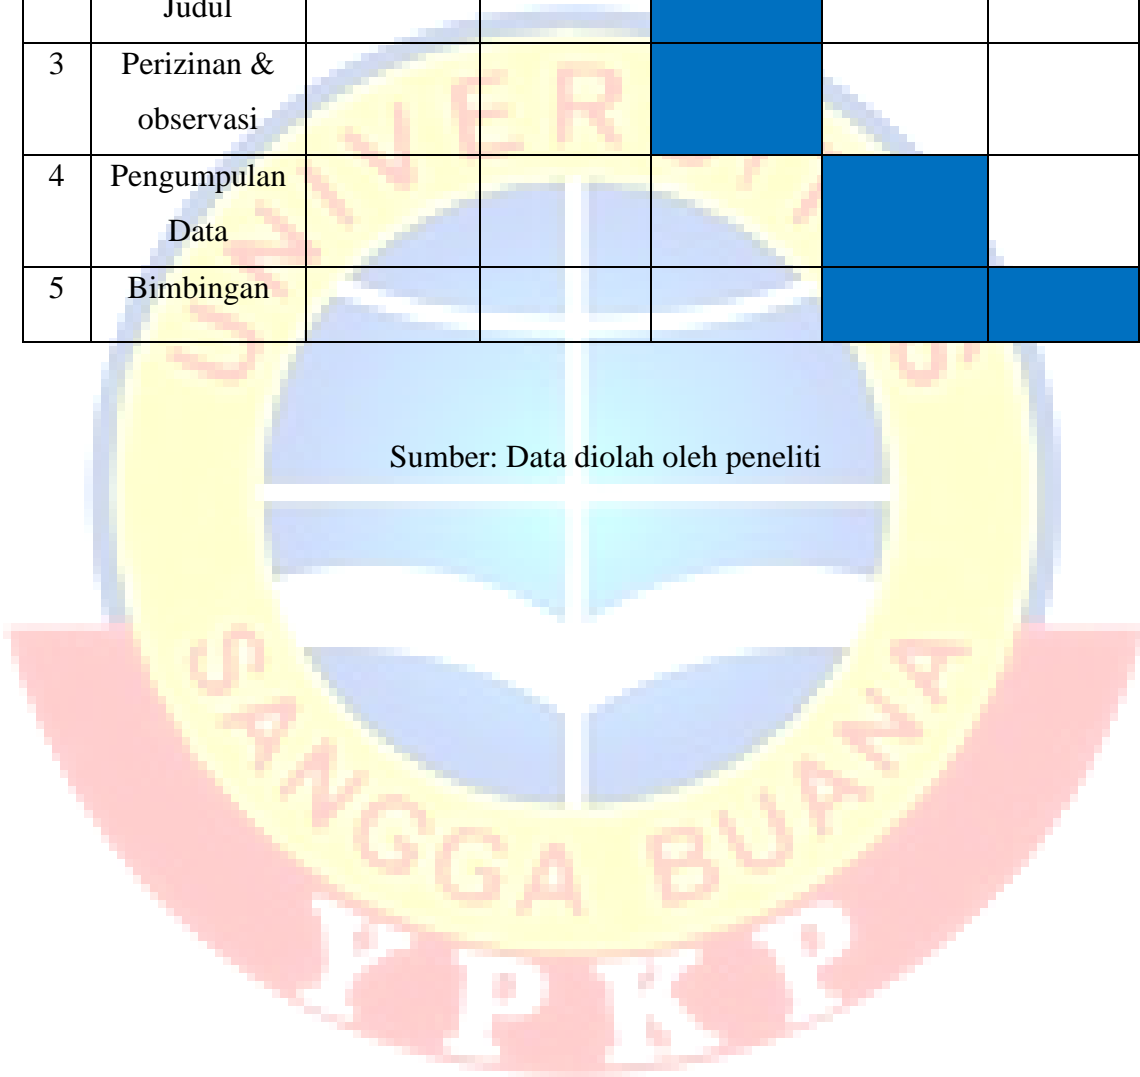 Judul
3 Perizinan &
observasi
4 Pengumpulan
Data
5 Bimbingan
Sumber: Data diolah oleh peneliti
UNIVERSITAS
SANGGA BUANA
YPKP